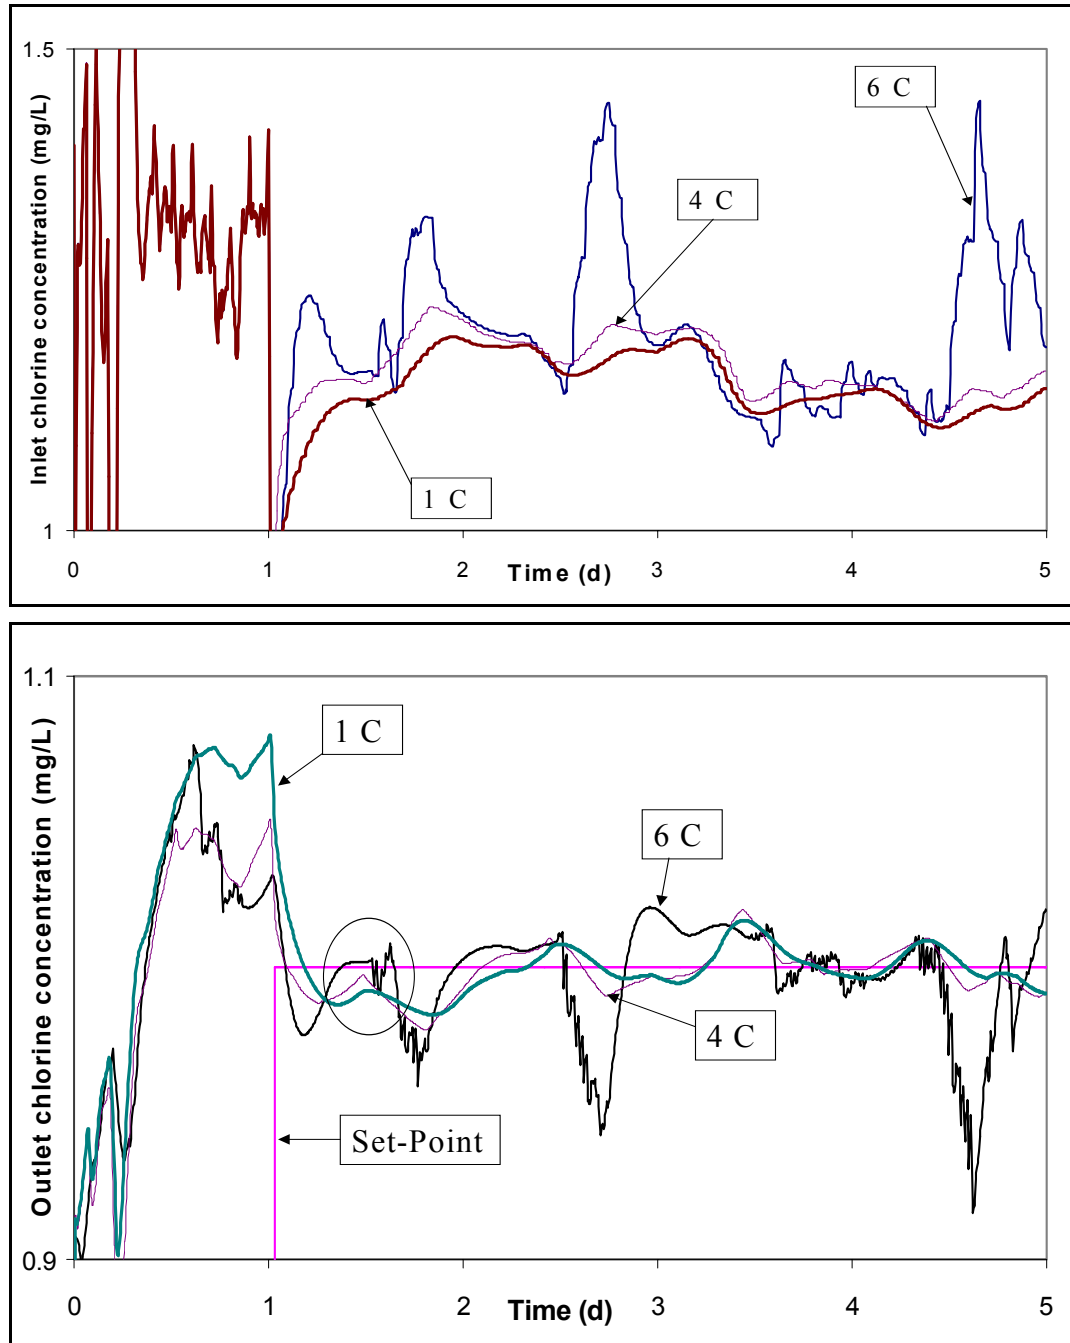 1.5
6 C
4 C
Inlet chlorine concentration (mg/L)
1 C
1
0 1 2 3 4 5
Time (d)
1.1
1 C
6 C
Outlet chlorine concentration (mg/L)
4 C
Set-Point
0.9
0 1 2 3 4 5
Time (d)